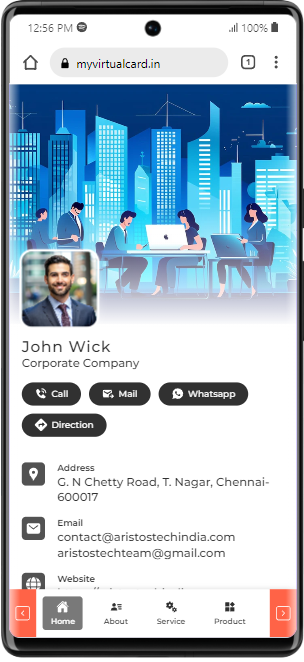 12:56 PM 100%
myvirtualcard.in 1
John Wick
Corporate Company
Call Mail Whatsapp
Direction
Address
G. N Chetty Road, T. Nagar, Chennai-
600017
Email
contact@aristostechindia.com
aristostechteam@gmail.com
Website
Home About Service Product